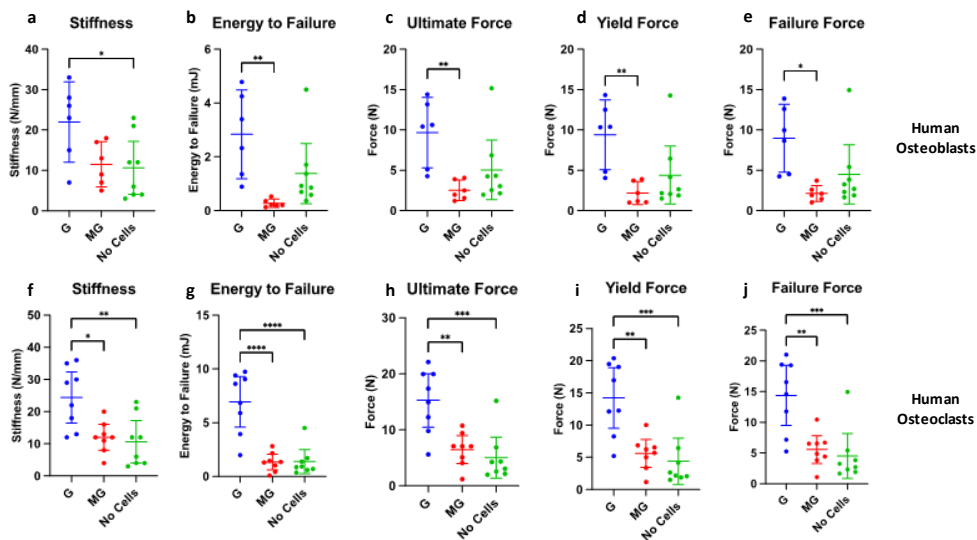 a Stiffness
Stiffness (N/mm)
40
30
20
10
0
*
G MG No Cells
b Energy to Failure
Energy to Failure (mJ)
6
4
2
0
**
G MG No Cells
c Ultimate Force
Force (N)
20
15
10
5
0
**
G MG No Cells
d Yield Force
Force (N)
20
15
10
5
0
**
G MG No Cells
e Failure Force
Force (N)
20
15
10
5
0
*
G MG No Cells
Human
Osteoblasts
f Stiffness
Stiffness (N/mm)
50
40
30
20
10
0
**
*
G MG No Cells
g Energy to Failure
Energy to Failure (mJ)
15
10
5
0
****
****
G MG No Cells
h Ultimate Force
Force (N)
30
20
10
0
***
**
G MG No Cells
i Yield Force
Force (N)
25
20
15
10
5
0
***
**
G MG No Cells
j Failure Force
Force (N)
25
20
15
10
5
0
***
**
G MG No Cells
Human
Osteoclasts